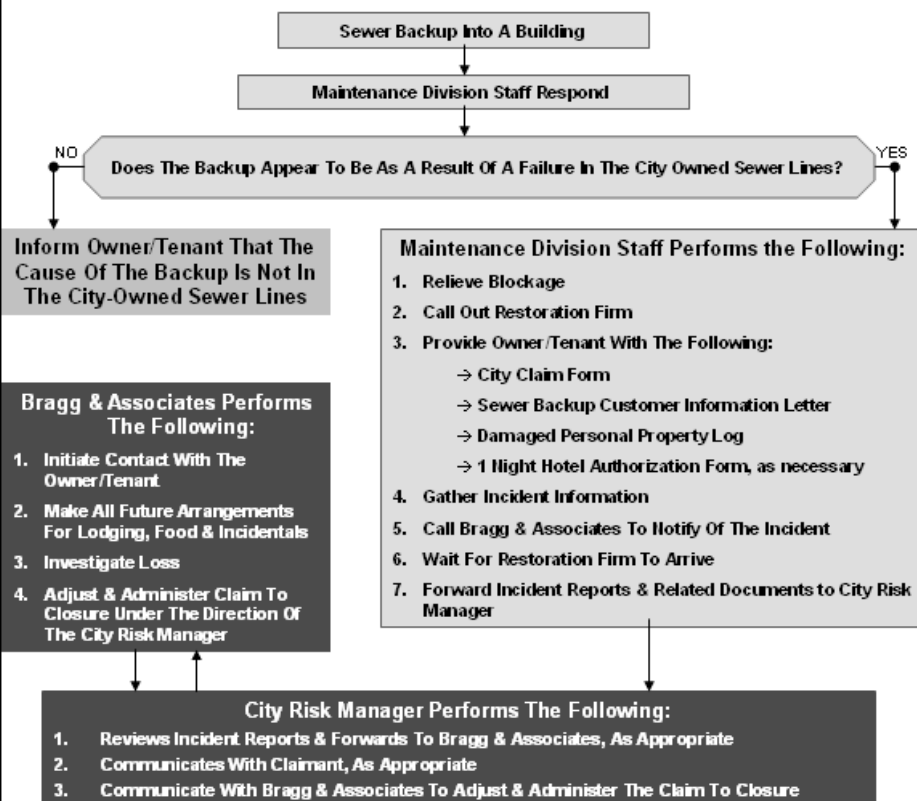 Sewer Backup Into A Building
Maintenance Division Staff Respond
NO
YES
Does The Backup Appear To Be As A Result Of A Failure In The City Owned Sewer Lines?
Inform Owner/Tenant That The
Cause Of The Backup Is Not In
The City-Owned Sewer Lines
Maintenance Division Staff Performs the Following:
1. Relieve Blockage
2. Call Out Restoration Firm
3. Provide Owner/Tenant With The Following:
→ City Claim Form
→ Sewer Backup Customer Information Letter
→ Damaged Personal Property Log
→ 1 Night Hotel Authorization Form, as necessary
4. Gather Incident Information
5. Call Bragg & Associates To Notify Of The Incident
6. Wait For Restoration Firm To Arrive
7. Forward Incident Reports & Related Documents to City Risk
Manager
Bragg & Associates Performs
The Following:
1. Initiate Contact With The
Owner/Tenant
2. Make All Future Arrangements
For Lodging, Food & Incidentals
3. Investigate Loss
4. Adjust & Administer Claim To
Closure Under The Direction Of
The City Risk Manager
City Risk Manager Performs The Following:
1. Reviews Incident Reports & Forwards To Bragg & Associates, As Appropriate
2. Communicates With Claimant, As Appropriate
3. Communicate With Bragg & Associates To Adjust & Administer The Claim To Closure